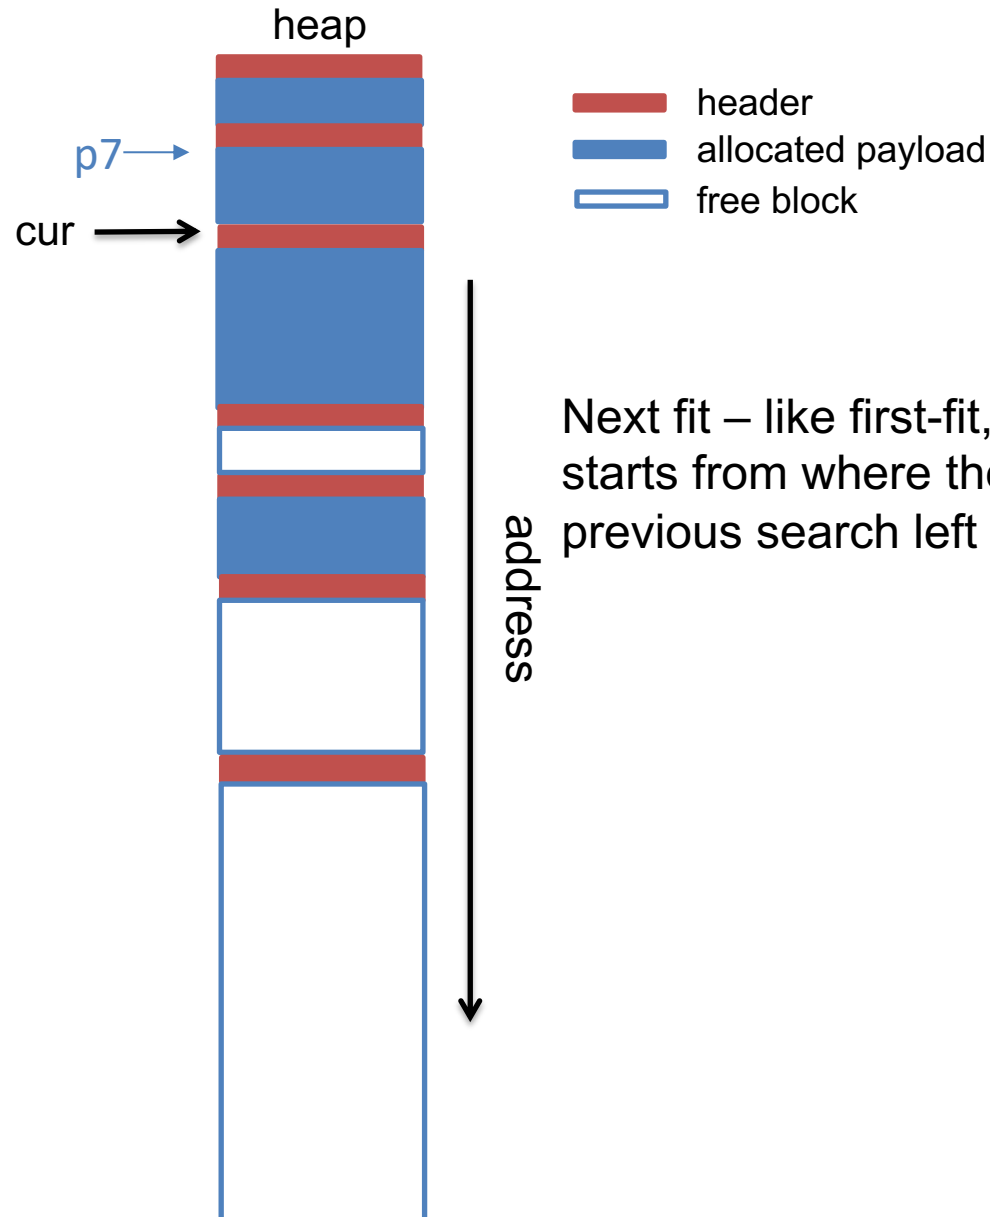 heap
header
allocated payload
free block
p7
cur
Next fit – like first-fit,
starts from where the
previous search left
address